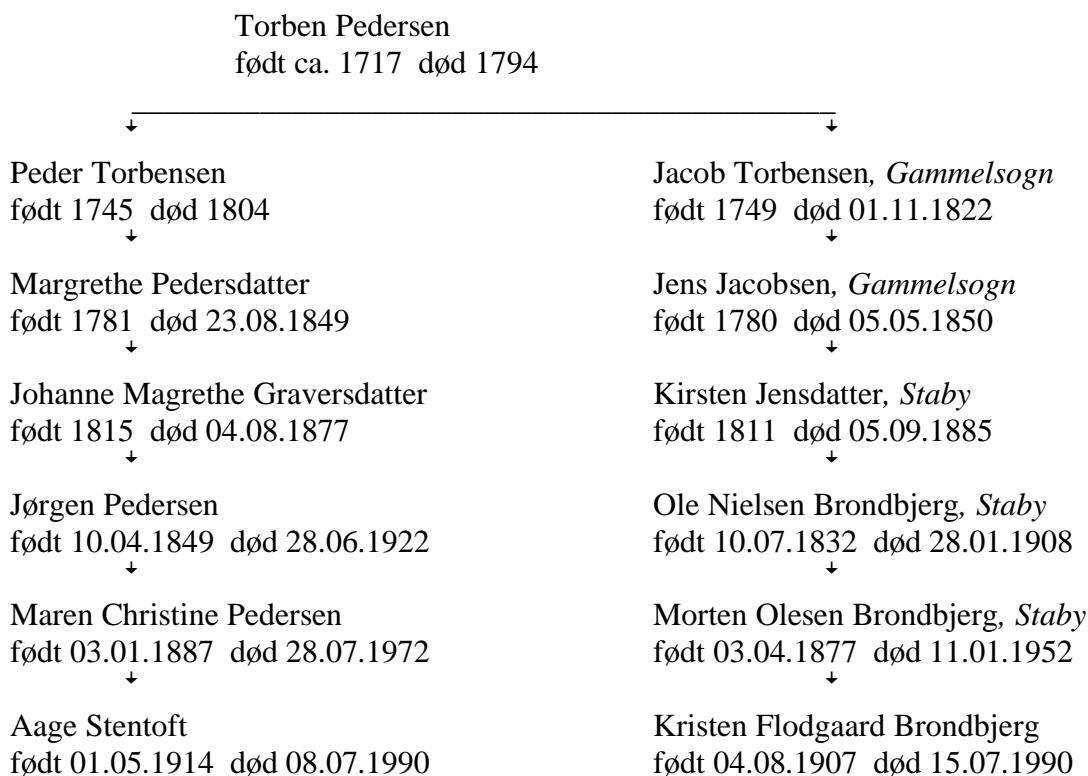 Torben Pedersen
født ca. 1717  død 1794
Peder Torbensen
født 1745  død 1804
Margrethe Pedersdatter
født 1781  død 23.08.1849
Johanne Magrethe Graversdatter
født 1815  død 04.08.1877
Jørgen Pedersen
født 10.04.1849  død 28.06.1922
Maren Christine Pedersen
født 03.01.1887  død 28.07.1972
Aage Stentoft
født 01.05.1914  død 08.07.1990
Jacob Torbensen, Gammelsogn
født 1749  død 01.11.1822
Jens Jacobsen, Gammelsogn
født 1780  død 05.05.1850
Kirsten Jensdatter, Staby
født 1811  død 05.09.1885
Ole Nielsen Brondbjerg, Staby
født 10.07.1832  død 28.01.1908
Morten Olesen Brondbjerg, Staby
født 03.04.1877  død 11.01.1952
Kristen Flodgaard Brondbjerg
født 04.08.1907  død 15.07.1990